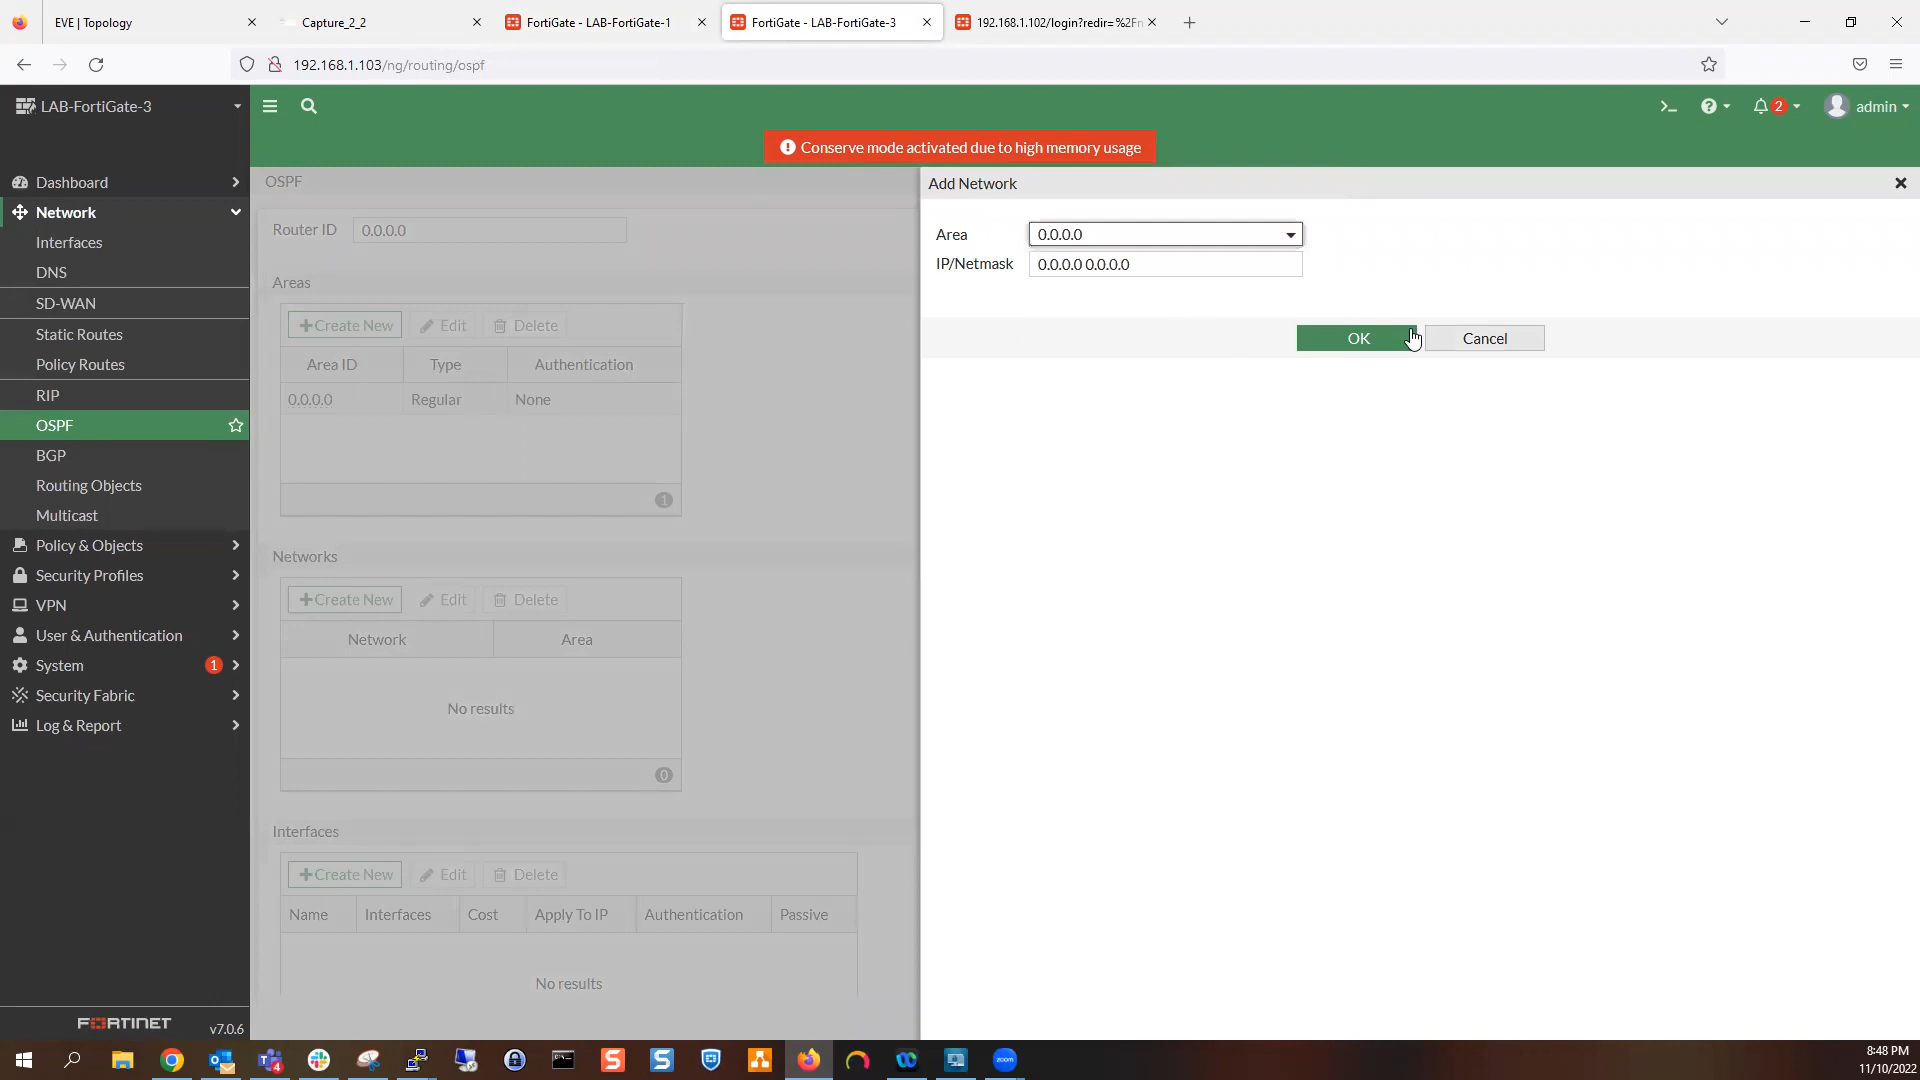 EVE | Topology
Capture_2_2
FortiGate - LAB-FortiGate-1
FortiGate - LAB-FortiGate-3
192.168.1.102/login?redir=%2Fn
192.168.1.103/ng/routing/ospf
LAB-FortiGate-3
2
admin
Conserve mode activated due to high memory usage
Dashboard
Network
Interfaces
DNS
SD-WAN
Static Routes
Policy Routes
RIP
OSPF
BGP
Routing Objects
Multicast
Policy & Objects
Security Profiles
VPN
User & Authentication
System 1
Security Fabric
Log & Report
FORTINET v7.0.6
OSPF
Router ID 0.0.0.0
Areas
Create New Edit Delete
Area ID Type Authentication
0.0.0.0 Regular None
1
Networks
Create New Edit Delete
Network Area
No results
0
Interfaces
Create New Edit Delete
Name Interfaces Cost Apply To IP Authentication Passive
No results
Add Network
Area 0.0.0.0
IP/Netmask 0.0.0.0 0.0.0.0
OK Cancel
4
zoom
8:48 PM
11/10/2022